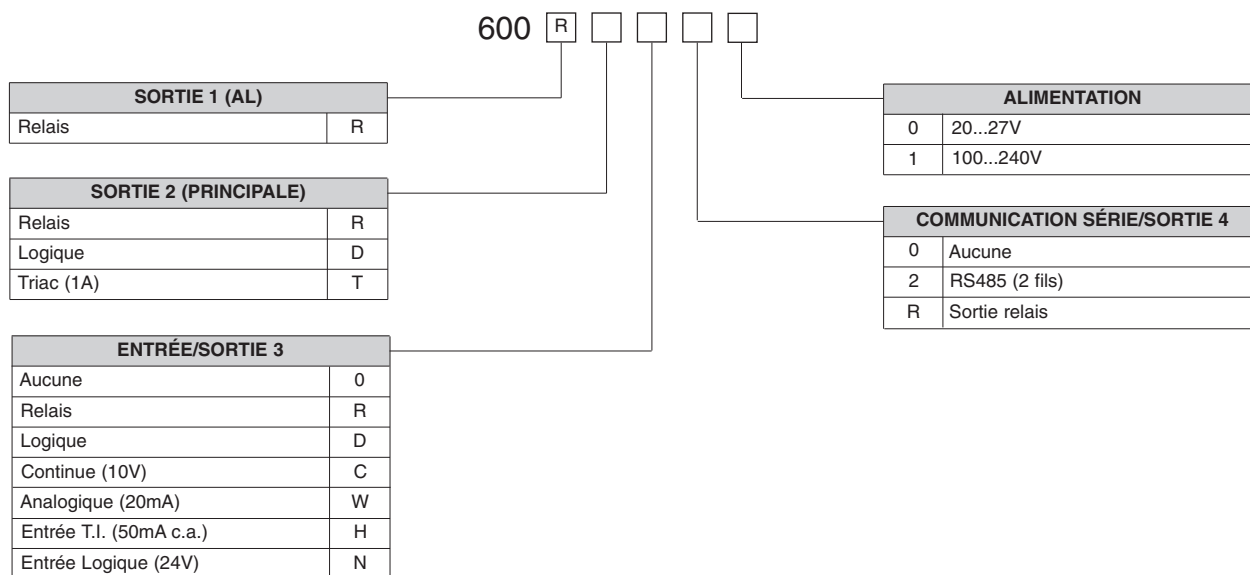 600 R
SORTIE 1 (AL)
Relais R
SORTIE 2 (PRINCIPALE)
Relais R
Logique D
Triac (1A) T
ENTRÉE/SORTIE 3
Aucune 0
Relais R
Logique D
Continue (10V) C
Analogique (20mA) W
Entrée T.I. (50mA c.a.) H
Entrée Logique (24V) N
ALIMENTATION
0 20...27V
1 100...240V
COMMUNICATION SÉRIE/SORTIE 4
0 Aucune
2 RS485 (2 fils)
R Sortie relais